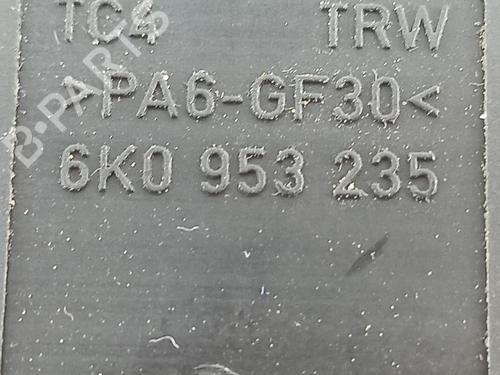 TC4 TRW
>PA6-GF30<
6K0 953 235
B-PARTS